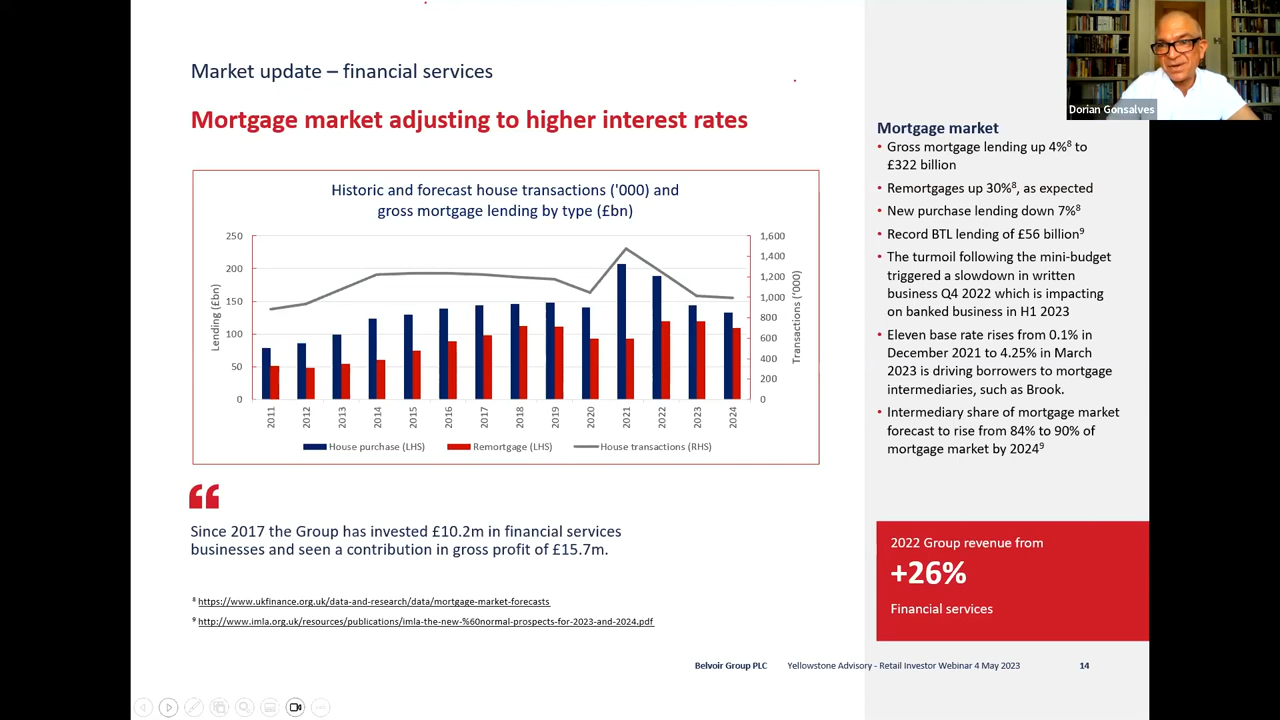 Market update – financial services
Mortgage market adjusting to higher interest rates
Historic and forecast house transactions ('000) and
gross mortgage lending by type (£bn)
250
200
150
100
50
0
Lending (£bn)
1,600
1,400
1,200
1,000
800
600
400
200
0
Transactions ('000)
2011
2012
2013
2014
2015
2016
2017
2018
2019
2020
2021
2022
2023
2024
House purchase (LHS)
Remortgage (LHS)
House transactions (RHS)
Since 2017 the Group has invested £10.2m in financial services
businesses and seen a contribution in gross profit of £15.7m.
⁸ https://www.ukfinance.org.uk/data-and-research/data/mortgage-market-forecasts
⁹ http://www.imla.org.uk/resources/publications/imla-the-new-%60normal-prospects-for-2023-and-2024.pdf
Dorian Gonsalves
Mortgage market
• Gross mortgage lending up 4%⁸ to
£322 billion
• Remortgages up 30%⁸, as expected
• New purchase lending down 7%⁸
• Record BTL lending of £56 billion⁹
• The turmoil following the mini-budget
triggered a slowdown in written
business Q4 2022 which is impacting
on banked business in H1 2023
• Eleven base rate rises from 0.1% in
December 2021 to 4.25% in March
2023 is driving borrowers to mortgage
intermediaries, such as Brook.
• Intermediary share of mortgage market
forecast to rise from 84% to 90% of
mortgage market by 2024⁹
2022 Group revenue from
+26%
Financial services
Belvoir Group PLC
Yellowstone Advisory - Retail Investor Webinar 4 May 2023
14